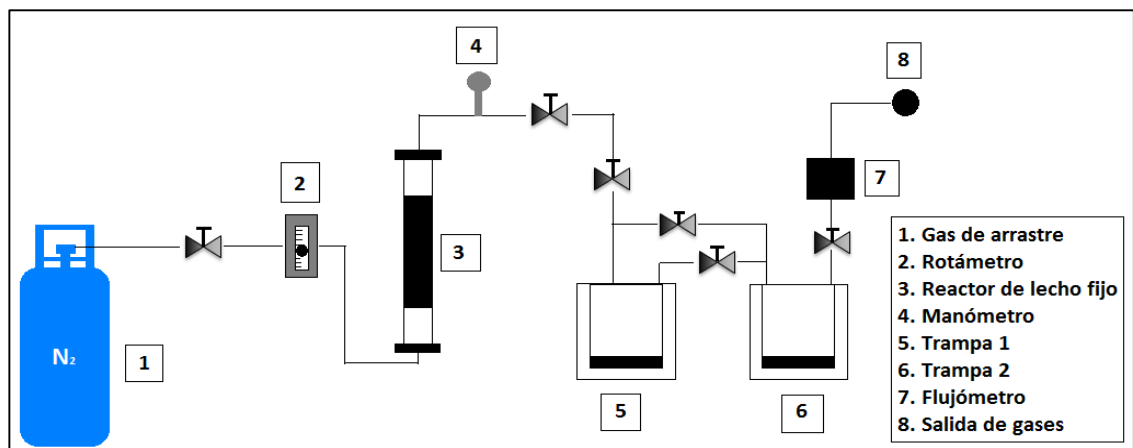 4
8
2
7
3
N₂
1
5
6
1. Gas de arrastre
2. Rotámetro
3. Reactor de lecho fijo
4. Manómetro
5. Trampa 1
6. Trampa 2
7. Flujómetro
8. Salida de gases